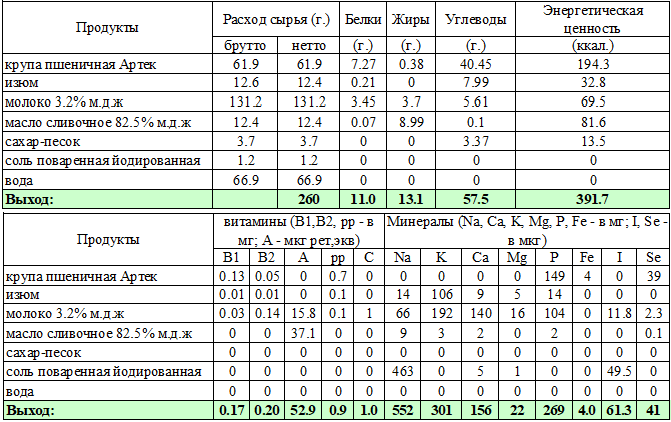 Продукты Расход сырья (г.) Белки Жиры Углеводы Энергетическая ценность
брутто нетто (г.) (г.) (г.) (ккал.)
крупа пшеничная Артек 61.9 61.9 7.27 0.38 40.45 194.3
изюм 12.6 12.4 0.21 0 7.99 32.8
молоко 3.2% м.д.ж 131.2 131.2 3.45 3.7 5.61 69.5
масло сливочное 82.5% м.д.ж 12.4 12.4 0.07 8.99 0.1 81.6
сахар-песок 3.7 3.7 0 0 3.37 13.5
соль поваренная йодированная 1.2 1.2 0 0 0 0
вода 66.9 66.9 0 0 0 0
Выход: 260 11.0 13.1 57.5 391.7
Продукты витамины (B1,B2, pp - в мг; A - мкг рет,экв) Минералы (Na, Ca, K, Mg, P, Fe - в мг; I, Se - в мкг)
B1 B2 A pp C Na K Ca Mg P Fe I Se
крупа пшеничная Артек 0.13 0.05 0 0.7 0 0 0 0 0 149 4 0 39
изюм 0.01 0.01 0 0.1 0 14 106 9 5 14 0 0 0
молоко 3.2% м.д.ж 0.03 0.14 15.8 0.1 1 66 192 140 16 104 0 11.8 2.3
масло сливочное 82.5% м.д.ж 0 0 37.1 0 0 9 3 2 0 2 0 0 0.1
сахар-песок 0 0 0 0 0 0 0 0 0 0 0 0 0
соль поваренная йодированная 0 0 0 0 0 463 0 5 1 0 0 49.5 0
вода 0 0 0 0 0 0 0 0 0 0 0 0 0
Выход: 0.17 0.20 52.9 0.9 1.0 552 301 156 22 269 4.0 61.3 41